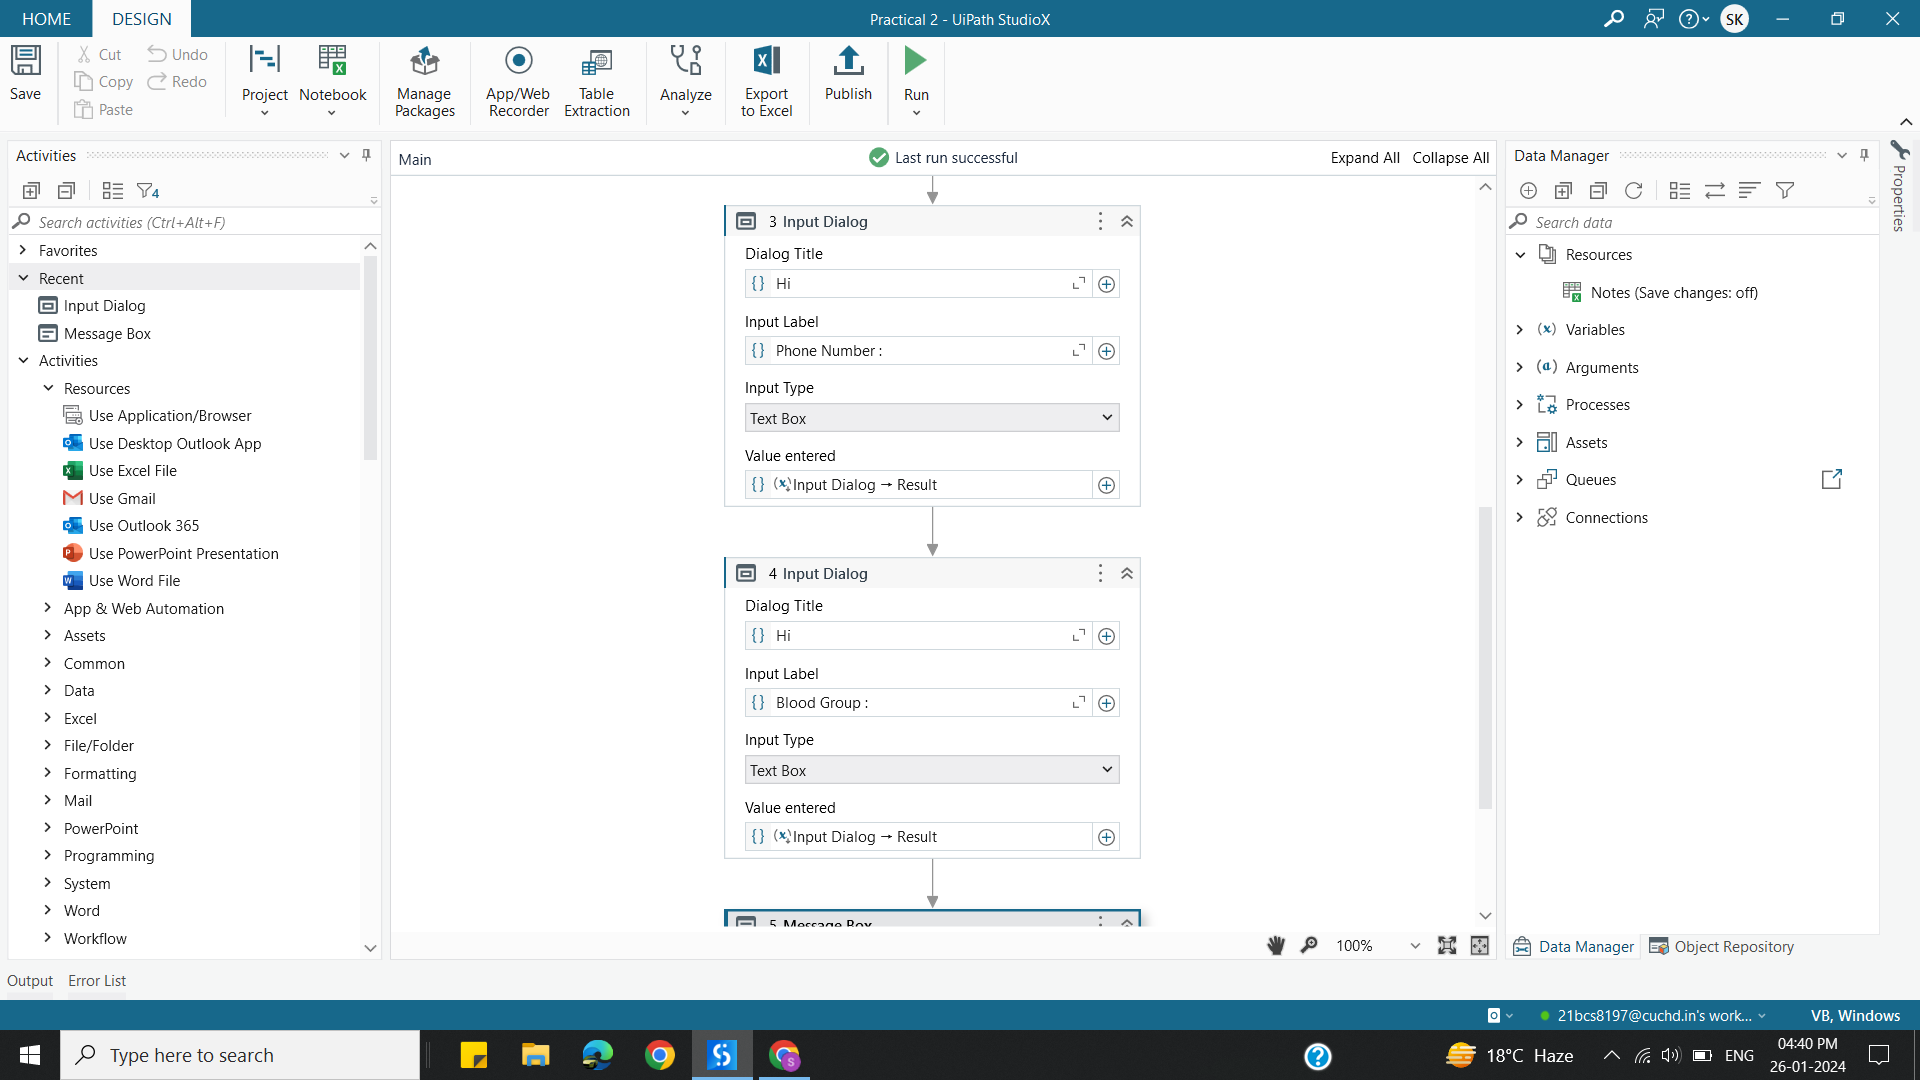 HOME
DESIGN
Practical 2 - UiPath StudioX
SK
Save
Cut
Copy
Paste
Undo
Redo
Project
Notebook
Manage Packages
App/Web Recorder
Table Extraction
Analyze
Export to Excel
Publish
Run
Activities
4
Search activities (Ctrl+Alt+F)
Favorites
Recent
Input Dialog
Message Box
Activities
Resources
Use Application/Browser
Use Desktop Outlook App
Use Excel File
Use Gmail
Use Outlook 365
Use PowerPoint Presentation
Use Word File
App & Web Automation
Assets
Common
Data
Excel
File/Folder
Formatting
Mail
PowerPoint
Programming
System
Word
Workflow
Main
Last run successful
Expand All
Collapse All
3 Input Dialog
Dialog Title
Hi
Input Label
Phone Number :
Input Type
Text Box
Value entered
Input Dialog → Result
4 Input Dialog
Dialog Title
Hi
Input Label
Blood Group :
Input Type
Text Box
Value entered
Input Dialog → Result
5 Message Box
100%
Data Manager
Search data
Resources
Notes (Save changes: off)
Variables
Arguments
Processes
Assets
Queues
Connections
Data Manager
Object Repository
Properties
Output
Error List
21bcs8197@cuchd.in's work...
VB, Windows
Type here to search
18°C Haze
ENG
04:40 PM
26-01-2024